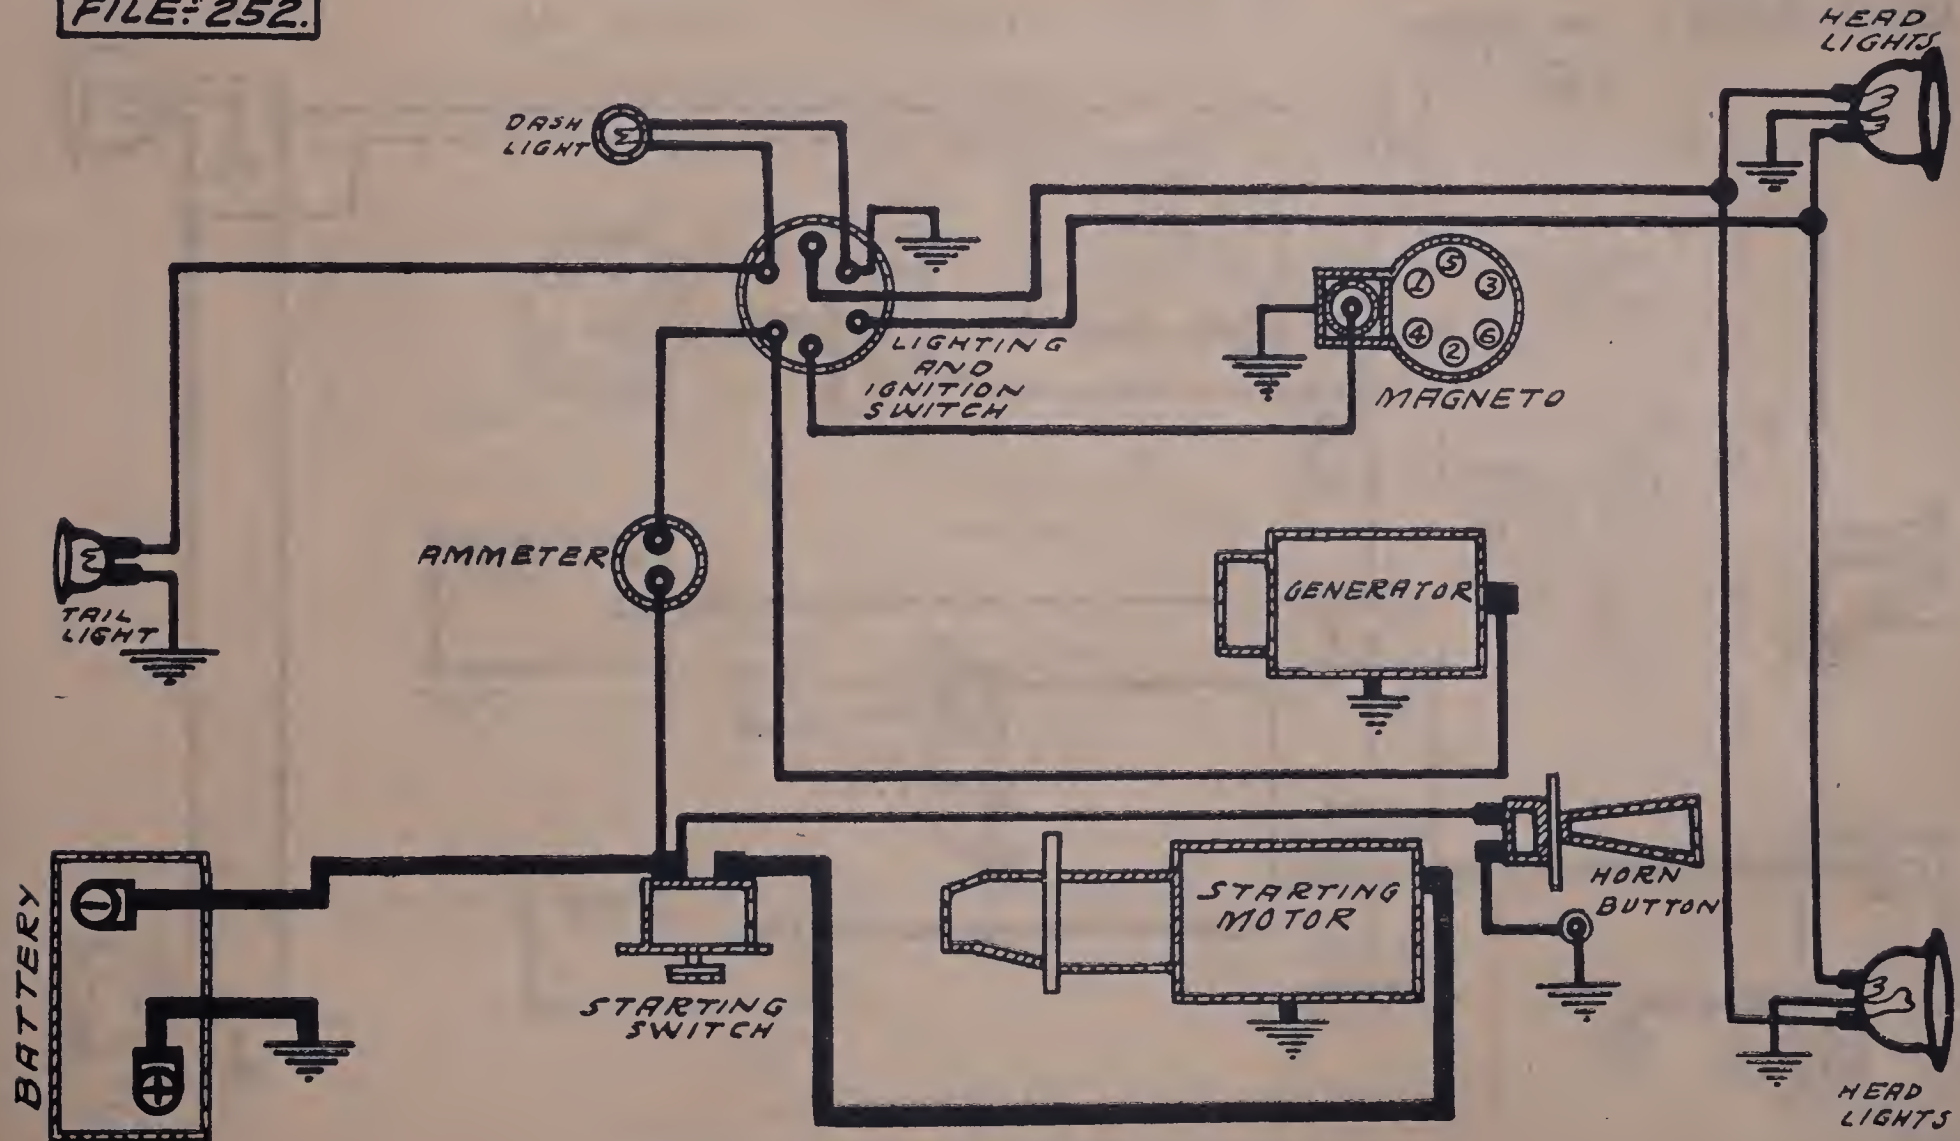 FILE:252.
HEAD
LIGHTS
DASH
LIGHT
LIGHTING
AND
IGNITION
SWITCH
5
1
3
4
6
2
MAGNETO
AMMETER
GENERATOR
TAIL
LIGHT
BATTERY
−
+
STARTING
SWITCH
STARTING
MOTOR
HORN
BUTTON
HEAD
LIGHTS